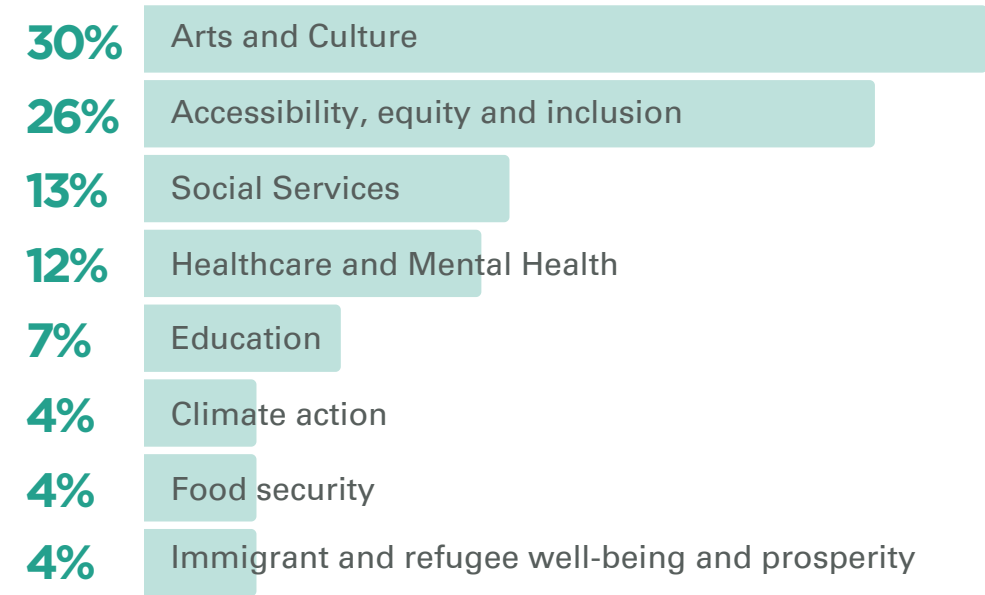 30% Arts and Culture
26% Accessibility, equity and inclusion
13% Social Services
12% Healthcare and Mental Health
7% Education
4% Climate action
4% Food security
4% Immigrant and refugee well-being and prosperity